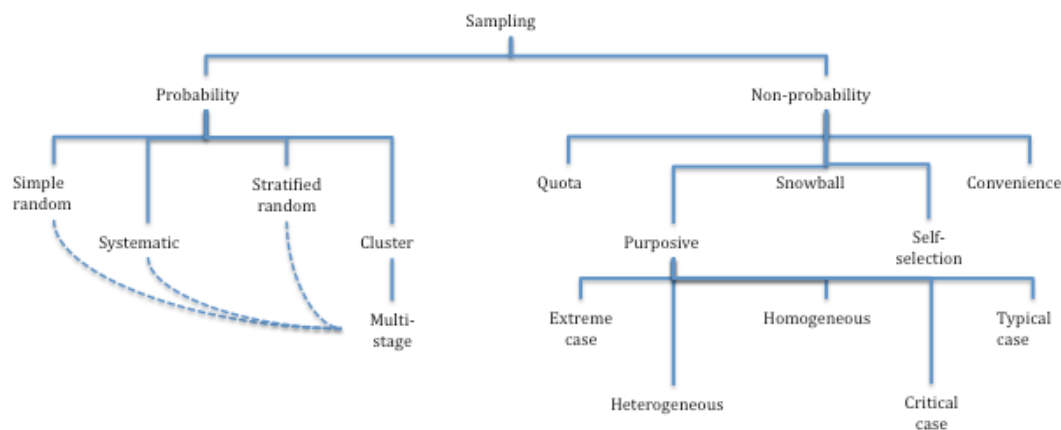 Sampling
Probability
Non-probability
Simple
random
Stratified
random
Quota
Snowball
Convenience
Systematic
Cluster
Purposive
Self-
selection
Multi-
stage
Extreme
case
Homogeneous
Typical
case
Heterogeneous
Critical
case